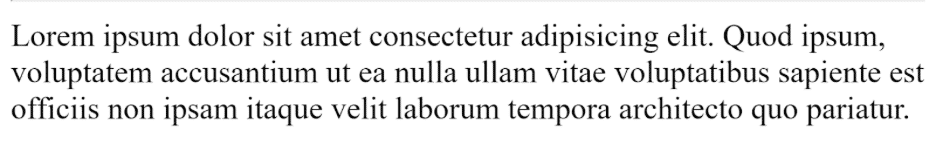 Lorem ipsum dolor sit amet consectetur adipisicing elit. Quod ipsum,
voluptatem accusantium ut ea nulla ullam vitae voluptatibus sapiente est
officiis non ipsam itaque velit laborum tempora architecto quo pariatur.